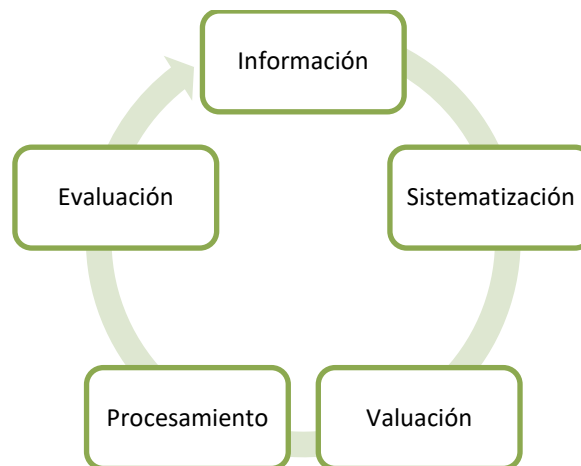 Información
Sistematización
Valuación
Procesamiento
Evaluación